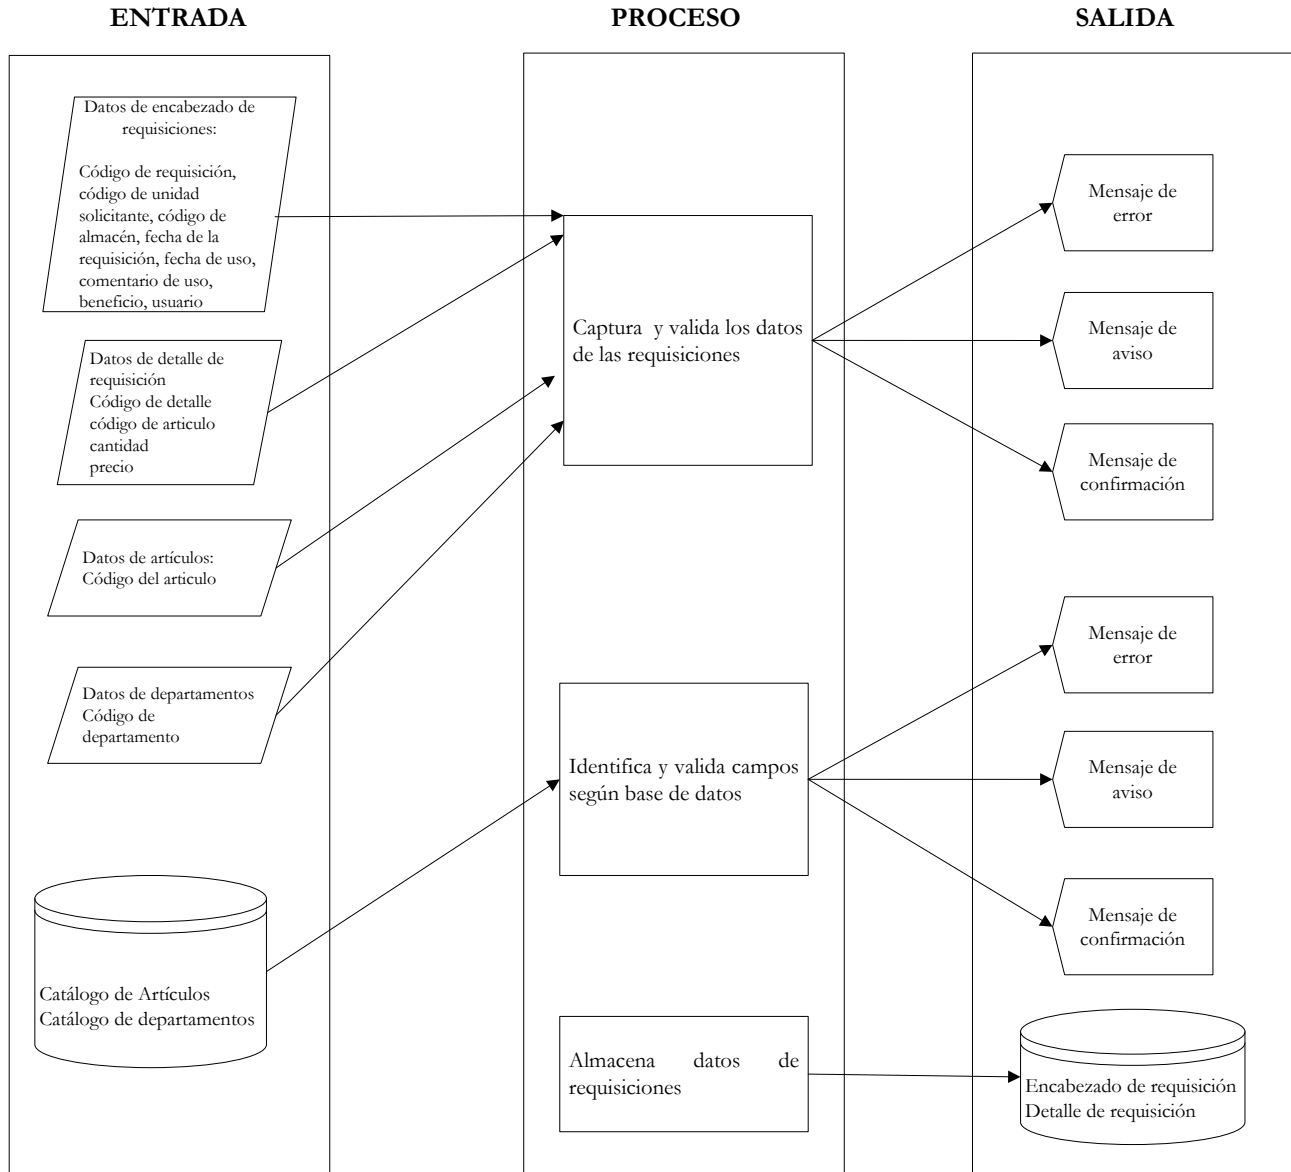 ENTRADA
PROCESO
SALIDA
Datos de encabezado de
requisiciones:
Código de requisición,
código de unidad
solicitante, código de
almacén, fecha de la
requisición, fecha de uso,
comentario de uso,
beneficio, usuario
Datos de detalle de
requisición
Código de detalle
código de articulo
cantidad
precio
Datos de artículos:
Código del articulo
Datos de departamentos
Código de
departamento
Catálogo de Artículos
Catálogo de departamentos
Captura y valida los datos
de las requisiciones
Identifica y valida campos
según base de datos
Almacena datos de
requisiciones
Mensaje de
error
Mensaje de
aviso
Mensaje de
confirmación
Mensaje de
error
Mensaje de
aviso
Mensaje de
confirmación
Encabezado de requisición
Detalle de requisición